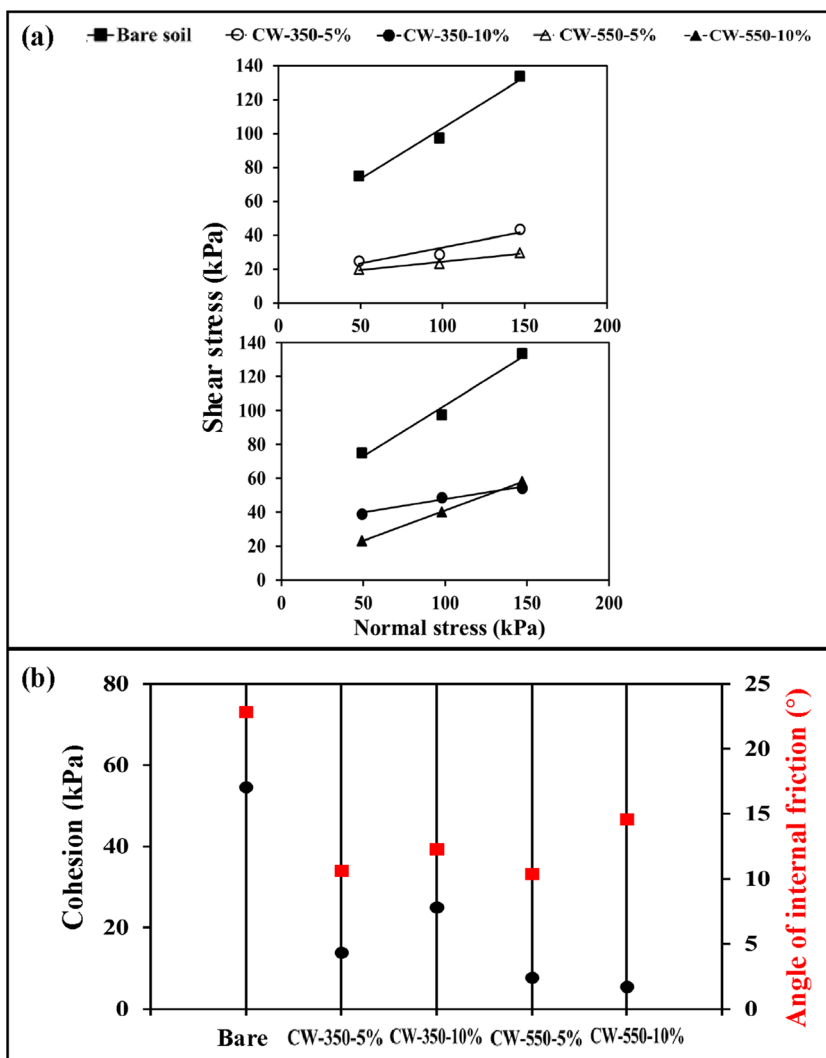 (a)
Bare soil CW-350-5% CW-350-10% CW-550-5% CW-550-10%
140
120
100
80
60
40
20
0
0 50 100 150 200
140
120
100
80
60
40
20
0
0 50 100 150 200
Shear stress (kPa)
Normal stress (kPa)
(b)
80
60
40
20
0
Cohesion (kPa)
25
20
15
10
5
0
Angle of internal friction (°)
Bare CW-350-5% CW-350-10% CW-550-5% CW-550-10%